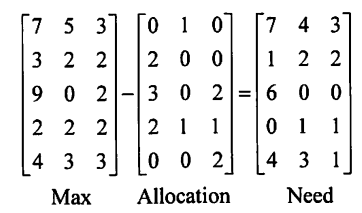 7 5 3 0 1 0 7 4 3
3 2 2 2 0 0 1 2 2
9 0 2 − 3 0 2 = 6 0 0
2 2 2 2 1 1 0 1 1
4 3 3 0 0 2 4 3 1
Max Allocation Need